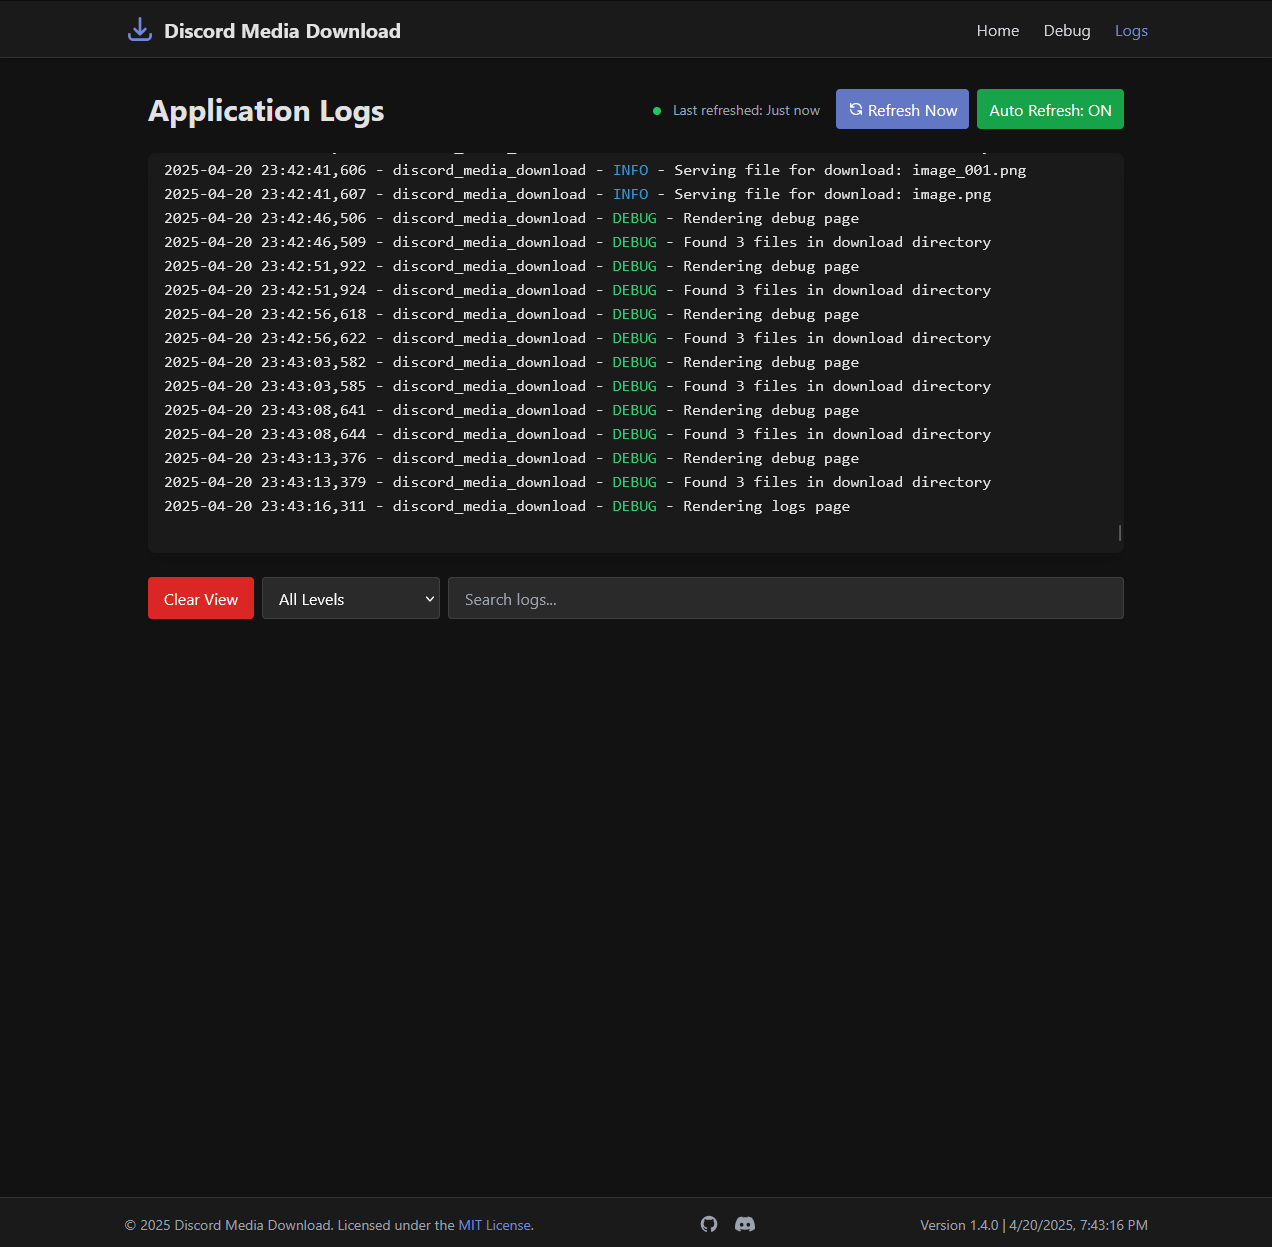 Discord Media Download
Home Debug Logs
Application Logs
Last refreshed: Just now
Refresh Now
Auto Refresh: ON
2025-04-20 23:42:41,606 - discord_media_download - INFO - Serving file for download: image_001.png
2025-04-20 23:42:41,607 - discord_media_download - INFO - Serving file for download: image.png
2025-04-20 23:42:46,506 - discord_media_download - DEBUG - Rendering debug page
2025-04-20 23:42:46,509 - discord_media_download - DEBUG - Found 3 files in download directory
2025-04-20 23:42:51,922 - discord_media_download - DEBUG - Rendering debug page
2025-04-20 23:42:51,924 - discord_media_download - DEBUG - Found 3 files in download directory
2025-04-20 23:42:56,618 - discord_media_download - DEBUG - Rendering debug page
2025-04-20 23:42:56,622 - discord_media_download - DEBUG - Found 3 files in download directory
2025-04-20 23:43:03,582 - discord_media_download - DEBUG - Rendering debug page
2025-04-20 23:43:03,585 - discord_media_download - DEBUG - Found 3 files in download directory
2025-04-20 23:43:08,641 - discord_media_download - DEBUG - Rendering debug page
2025-04-20 23:43:08,644 - discord_media_download - DEBUG - Found 3 files in download directory
2025-04-20 23:43:13,376 - discord_media_download - DEBUG - Rendering debug page
2025-04-20 23:43:13,379 - discord_media_download - DEBUG - Found 3 files in download directory
2025-04-20 23:43:16,311 - discord_media_download - DEBUG - Rendering logs page
Clear View
All Levels
Search logs...
© 2025 Discord Media Download. Licensed under the MIT License.
Version 1.4.0 | 4/20/2025, 7:43:16 PM